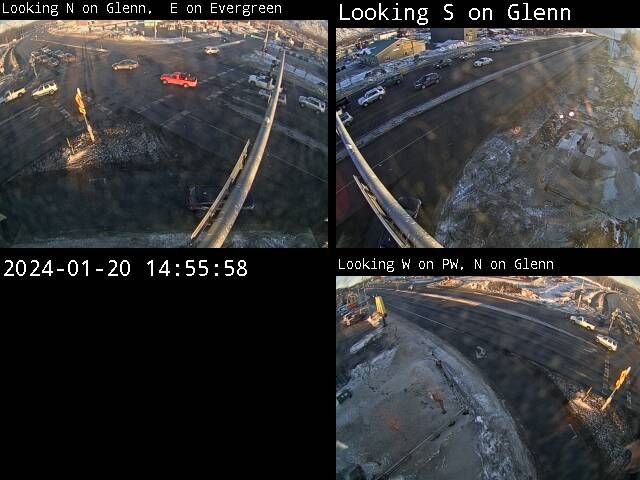 Looking N on Glenn,  E on Evergreen
Looking S on Glenn
2024-01-20 14:55:58
Looking W on PW, N on Glenn